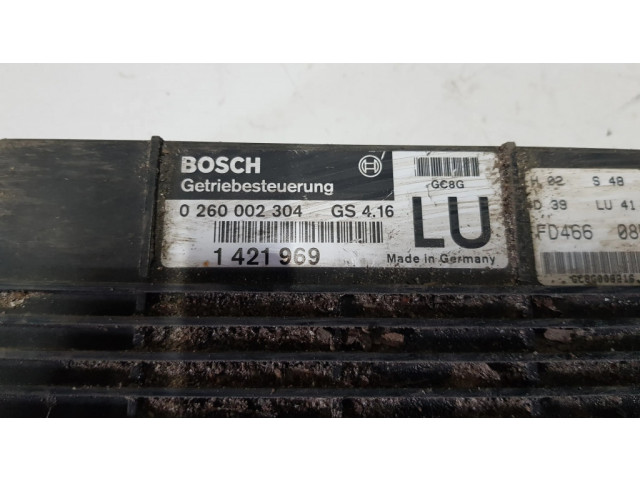 BOSCH
Getriebesteuerung
0 260 002 304 GS 4.16
1 421 969
GC8G
LU
Made in Germany
02 S 48
39 LU 41
FD466